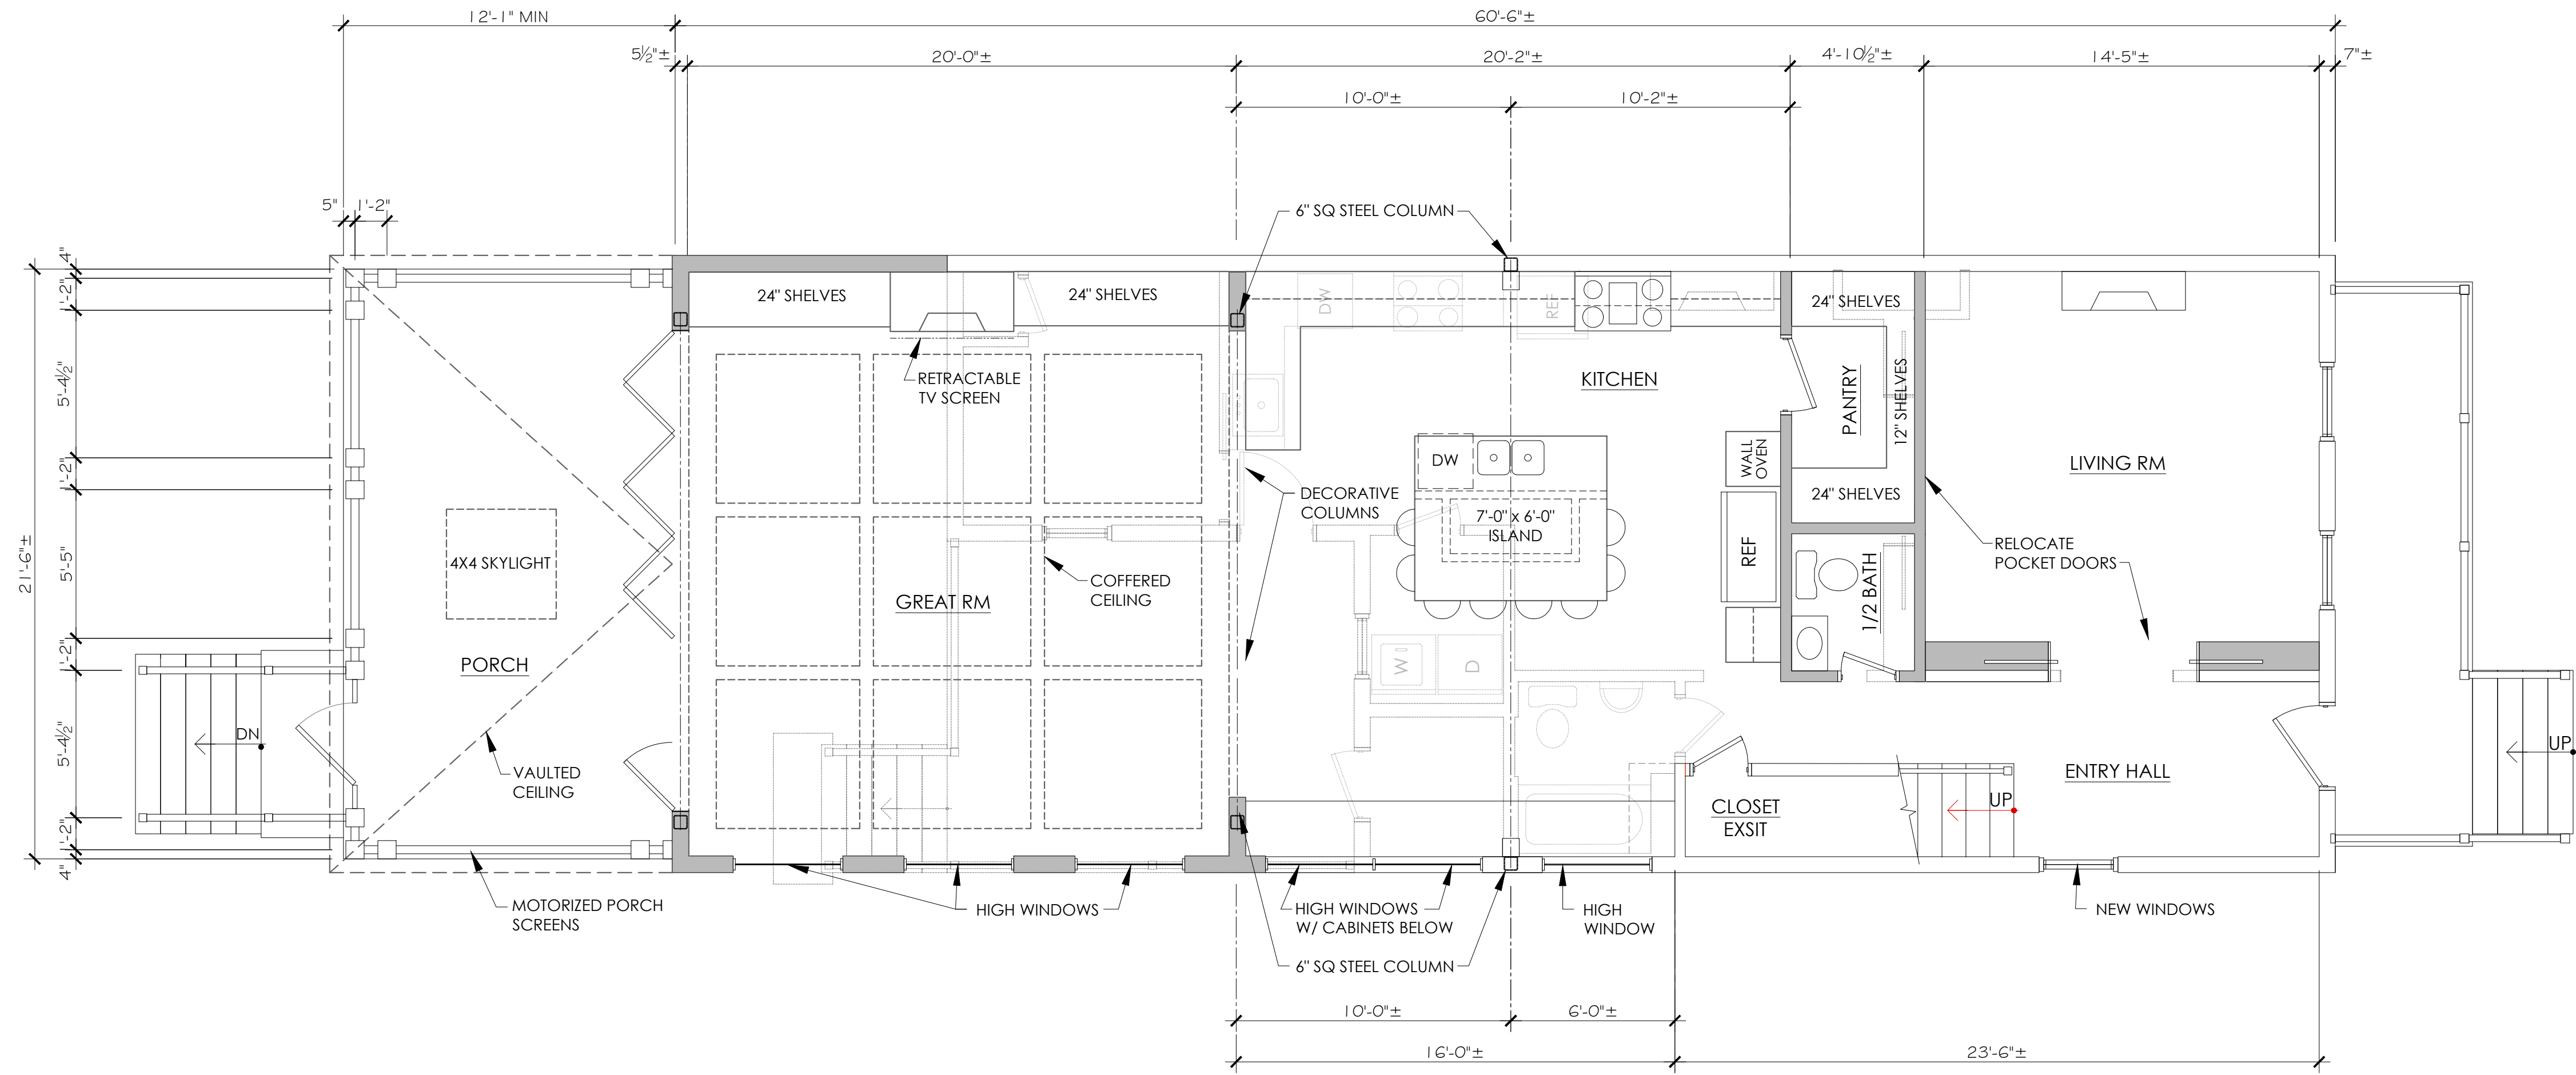 12'-1" MIN
60'-6"±
5½"±
20'-0"±
20'-2"±
4'-10½"±
14'-5"±
7"±
10'-0"±
10'-2"±
5"
1'-2"
6" SQ STEEL COLUMN
4"
1'-2"
5'-4½"
1'-2"
5'-5"
1'-2"
5'-4½"
1'-2"
4"
21'-6"±
24" SHELVES
24" SHELVES
DW
REF
24" SHELVES
RETRACTABLE
TV SCREEN
KITCHEN
PANTRY
12" SHELVES
WALL
OVEN
DW
LIVING RM
DECORATIVE
COLUMNS
24" SHELVES
7'-0" x 6'-0"
ISLAND
REF
RELOCATE
POCKET DOORS
4X4 SKYLIGHT
COFFERED
CEILING
GREAT RM
1/2 BATH
PORCH
W
D
DN
UP
VAULTED
CEILING
ENTRY HALL
CLOSET
EXSIT
UP
MOTORIZED PORCH
SCREENS
HIGH WINDOWS
HIGH WINDOWS
W/ CABINETS BELOW
HIGH
WINDOW
NEW WINDOWS
6" SQ STEEL COLUMN
10'-0"±
6'-0"±
16'-0"±
23'-6"±